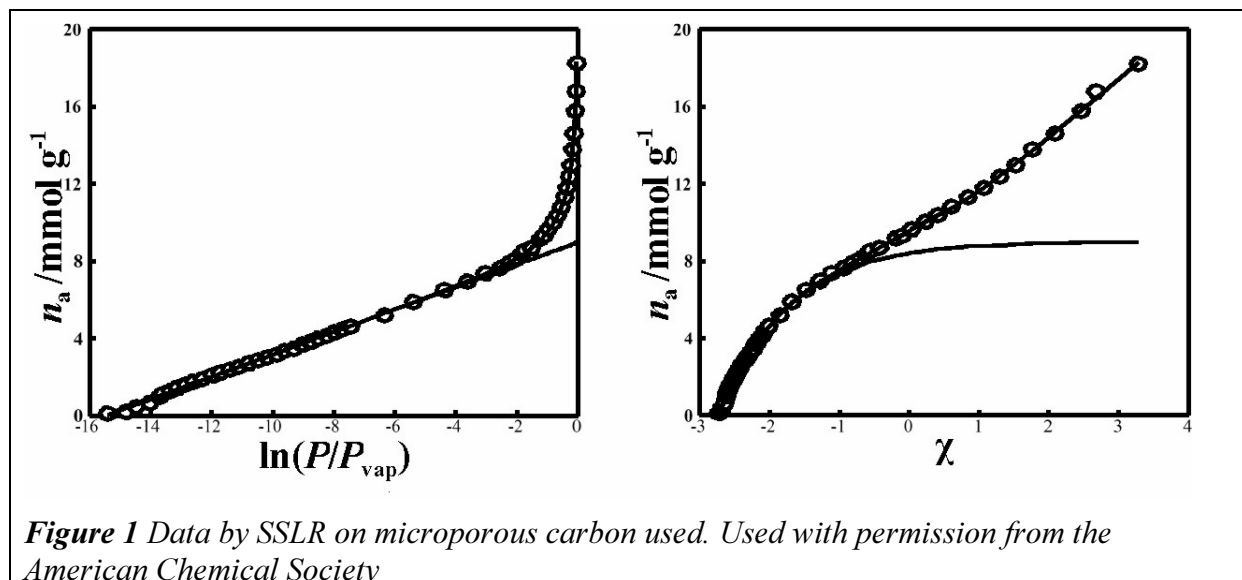 20
16
12
8
4
0
n_a /mmol g⁻¹
-16 -14 -12 -10 -8 -6 -4 -2 0
ln(P/P_vap)
20
16
12
8
4
0
n_a /mmol g⁻¹
-3 -2 -1 0 1 2 3 4
χ
Figure 1 Data by SSLR on microporous carbon used. Used with permission from the
American Chemical Society